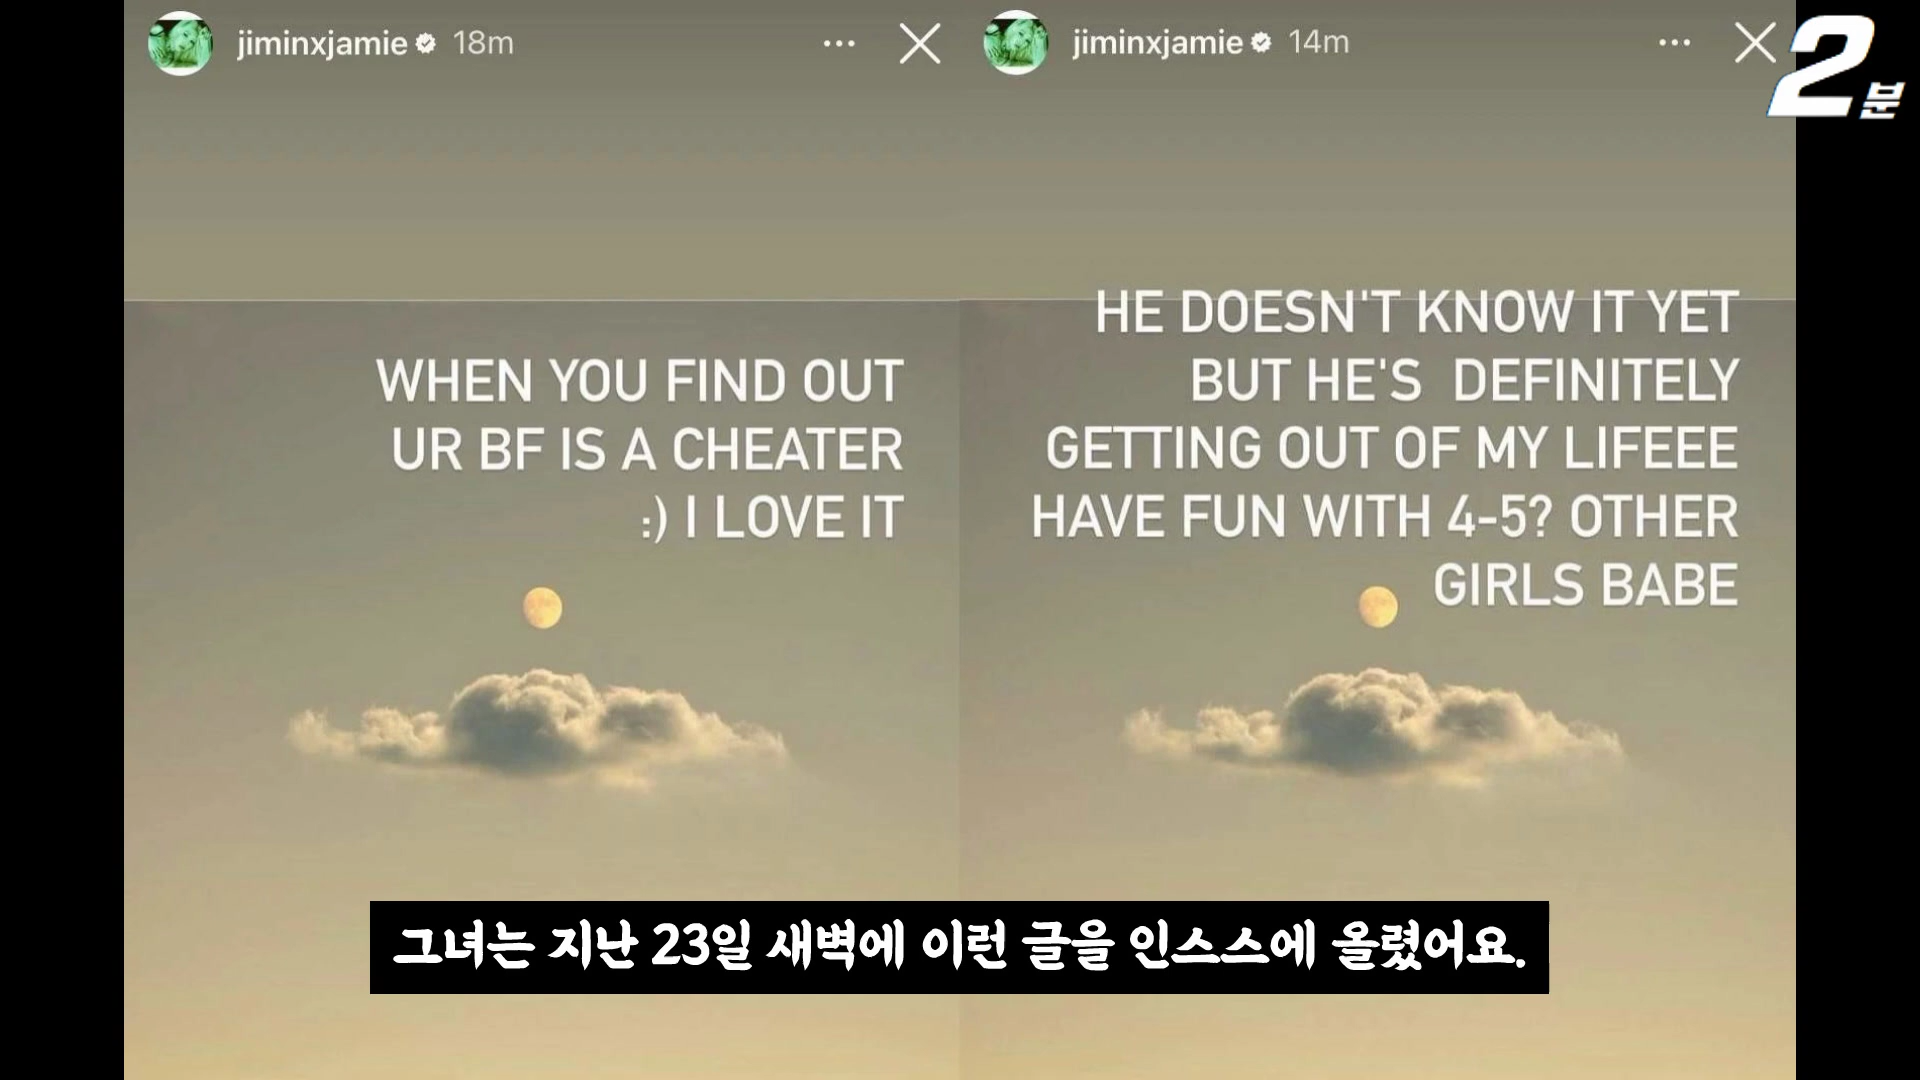 jiminxjamie 18m
WHEN YOU FIND OUT
UR BF IS A CHEATER
:) I LOVE IT
jiminxjamie 14m
HE DOESN'T KNOW IT YET
BUT HE'S  DEFINITELY
GETTING OUT OF MY LIFEEE
HAVE FUN WITH 4-5? OTHER
GIRLS BABE
2분
그녀는 지난 23일 새벽에 이런 글을 인스스에 올렸어요.